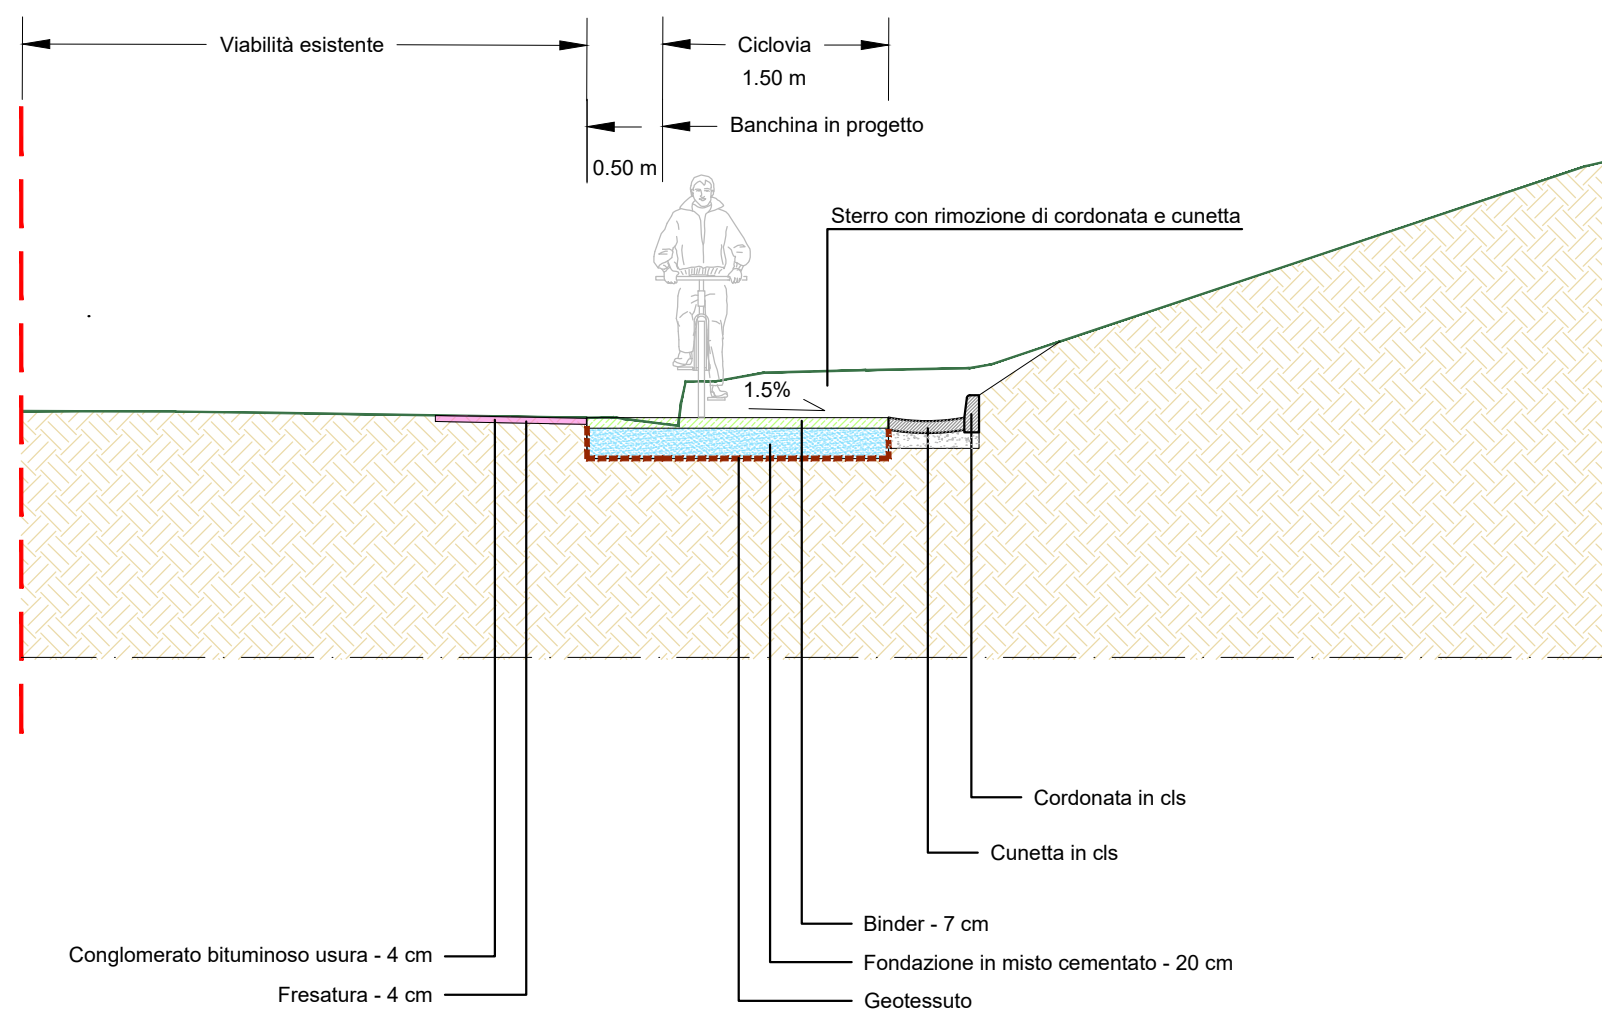 Viabilità esistente
Ciclovia
1.50 m
Banchina in progetto
0.50 m
Sterro con rimozione di cordonata e cunetta
1.5%
Cordonata in cls
Cunetta in cls
Binder - 7 cm
Conglomerato bituminoso usura - 4 cm
Fondazione in misto cementato - 20 cm
Fresatura - 4 cm
Geotessuto